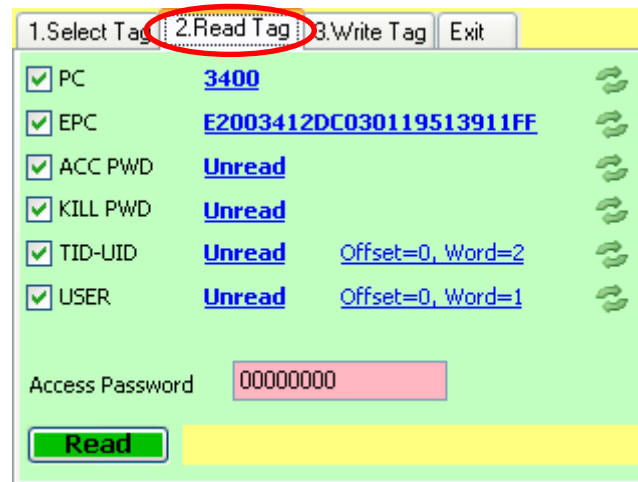 1.Select Tag 2.Read Tag 3.Write Tag Exit
PC 3400
EPC E2003412DC030119513911FF
ACC PWD Unread
KILL PWD Unread
TID-UID Unread Offset=0, Word=2
USER Unread Offset=0, Word=1
Access Password 00000000
Read